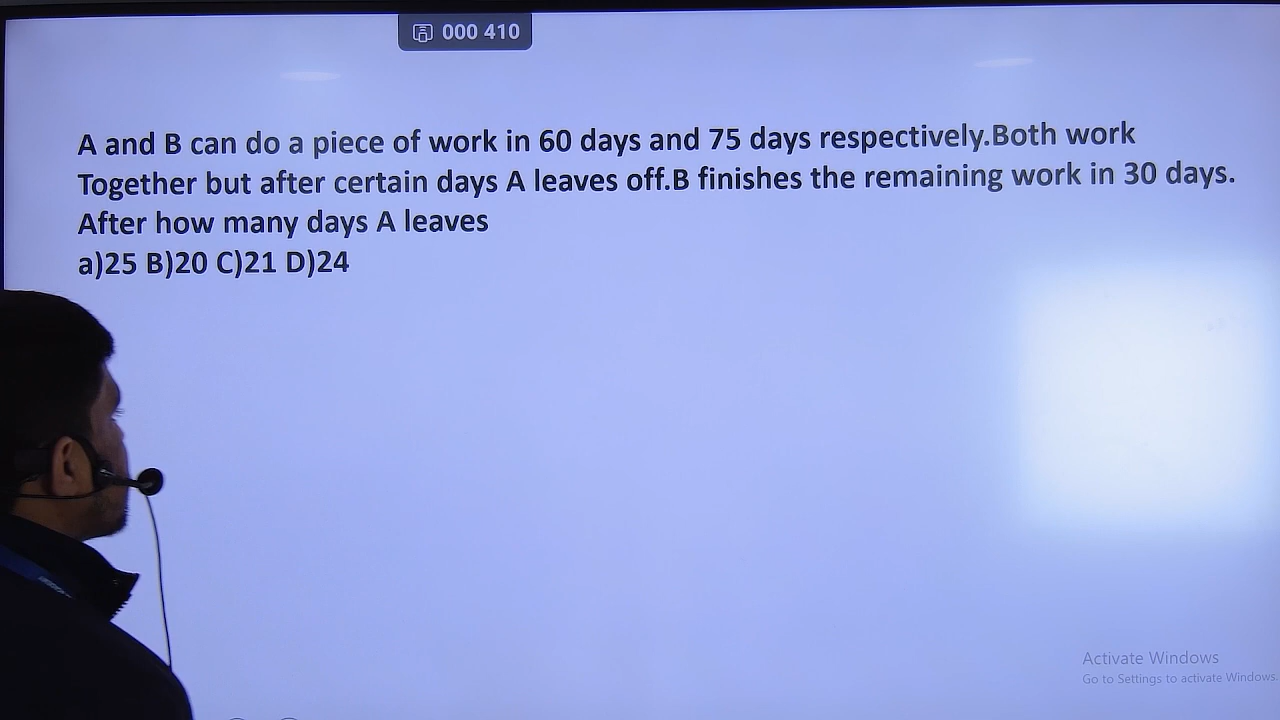 000 410
A and B can do a piece of work in 60 days and 75 days respectively.Both work
Together but after certain days A leaves off.B finishes the remaining work in 30 days.
After how many days A leaves
a)25 B)20 C)21 D)24
Activate Windows
Go to Settings to activate Windows.